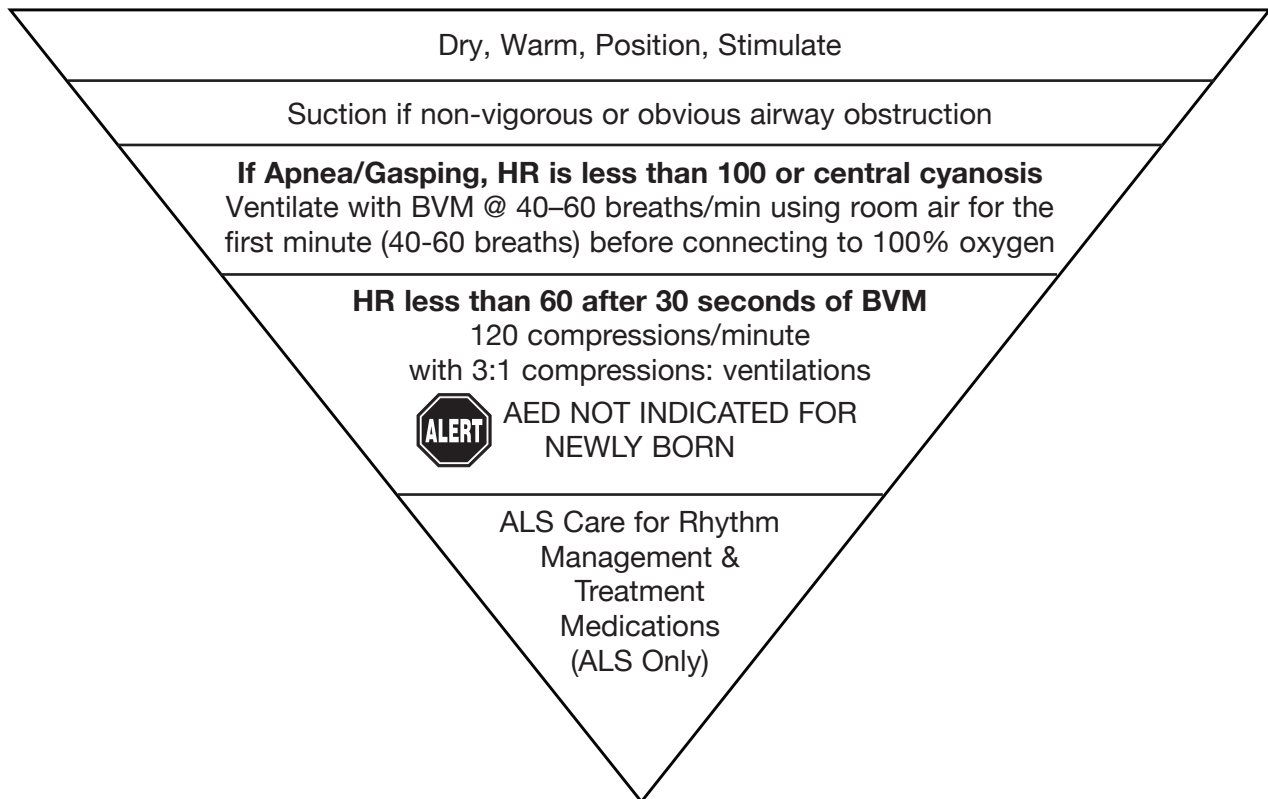 Dry, Warm, Position, Stimulate
Suction if non-vigorous or obvious airway obstruction
If Apnea/Gasping, HR is less than 100 or central cyanosis
Ventilate with BVM @ 40–60 breaths/min using room air for the
first minute (40-60 breaths) before connecting to 100% oxygen
HR less than 60 after 30 seconds of BVM
120 compressions/minute
with 3:1 compressions: ventilations
ALERT
AED NOT INDICATED FOR
NEWLY BORN
ALS Care for Rhythm
Management &
Treatment
Medications
(ALS Only)